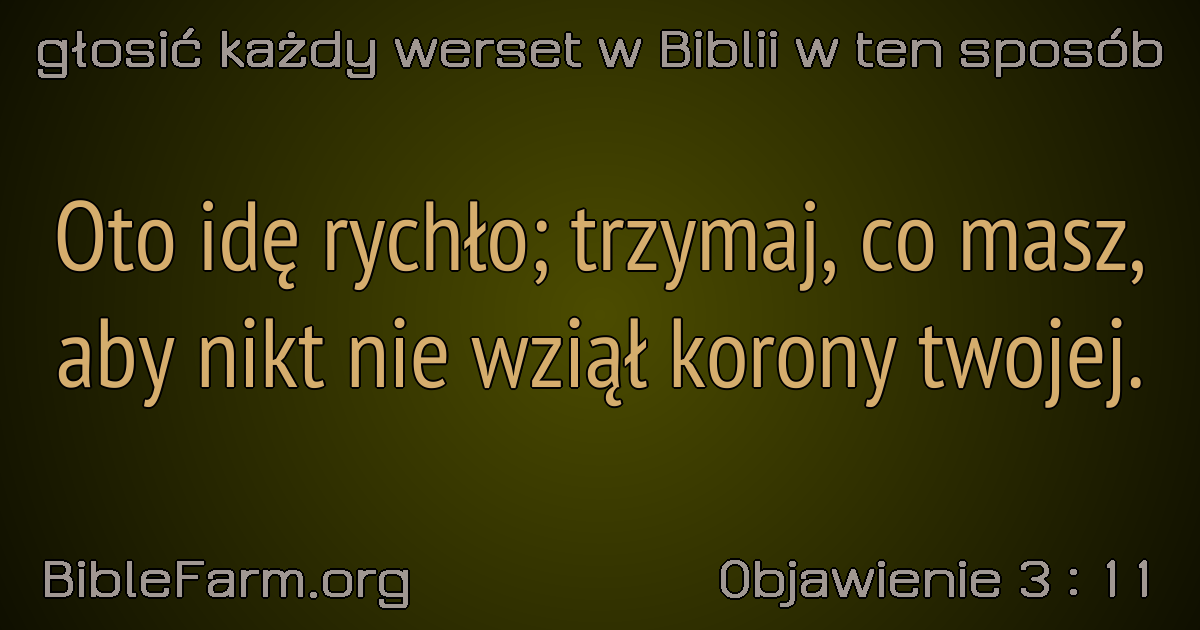 głosić każdy werset w Biblii w ten sposób
Oto idę rychło; trzymaj, co masz,
aby nikt nie wziął korony twojej.
BibleFarm.org
Objawienie 3 : 11